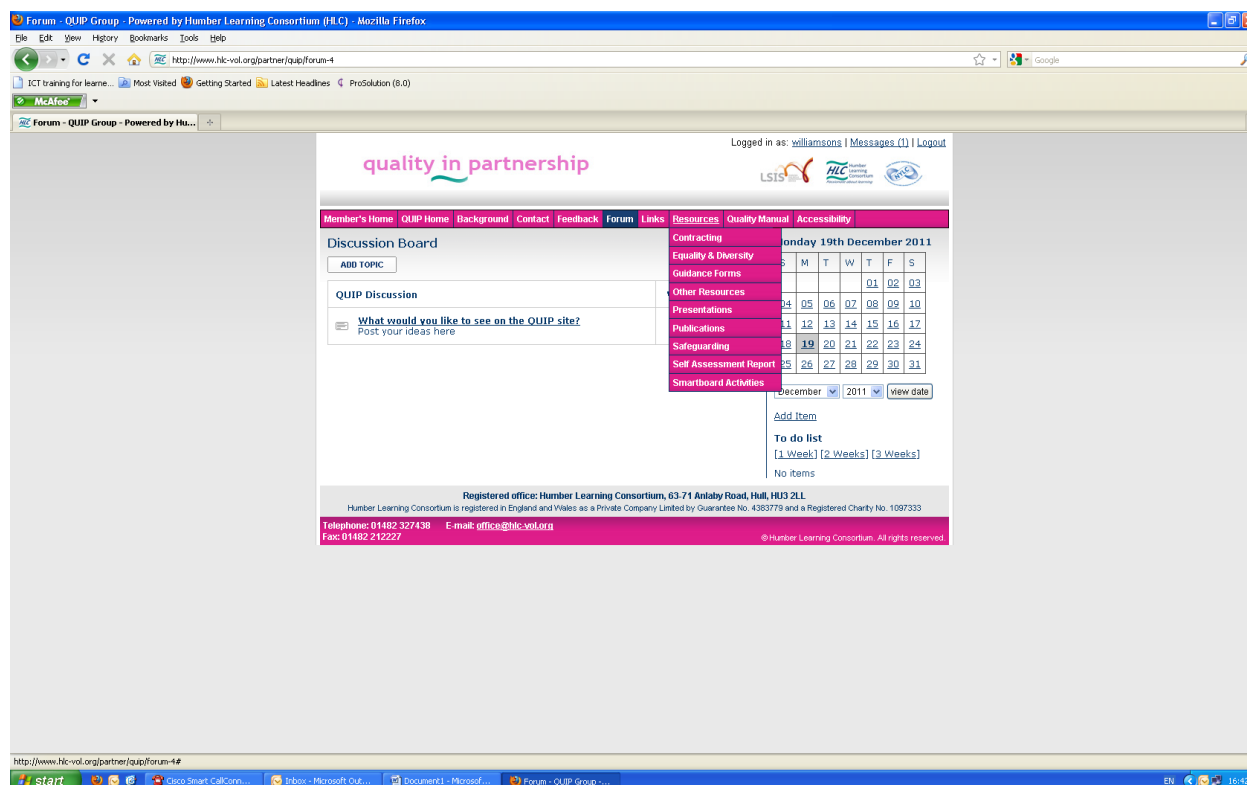 Forum - QUIP Group - Powered by Humber Learning Consortium (HLC) - Mozilla Firefox
File Edit View History Bookmarks Tools Help
http://www.hlc-vol.org/partner/quip/forum-4
Google
ICT training for learne... Most Visited Getting Started Latest Headlines ProSolution (8.0)
McAfee
Forum - QUIP Group - Powered by Hu...
Logged in as: williamsons | Messages (1) | Logout
quality in partnership
LSIS HLC Humber Learning Consortium
Member's Home QUIP Home Background Contact Feedback Forum Links Resources Quality Manual Accessibility
Contracting
Equality & Diversity
Guidance Forms
Other Resources
Presentations
Publications
Safeguarding
Self Assessment Report
Smartboard Activities
Discussion Board
ADD TOPIC
QUIP Discussion
What would you like to see on the QUIP site?
Post your ideas here
19th December 2011
M T W T F S
01 02 03
05 06 07 08 09 10
12 13 14 15 16 17
19 20 21 22 23 24
25 26 27 28 29 30 31
December 2011 view date
Add Item
To do list
[1 Week] [2 Weeks] [3 Weeks]
No items
Registered office: Humber Learning Consortium, 63-71 Anlaby Road, Hull, HU3 2LL
Humber Learning Consortium is registered in England and Wales as a Private Company Limited by Guarantee No. 4383779 and a Registered Charity No. 1097333
Telephone: 01482 327438 E-mail: office@hlc-vol.org
Fax: 01482 212227
© Humber Learning Consortium. All rights reserved.
http://www.hlc-vol.org/partner/quip/forum-4#
start Cisco Smart CallConn... Inbox - Microsoft Out... Document1 - Microsof... Forum - QUIP Group -... EN